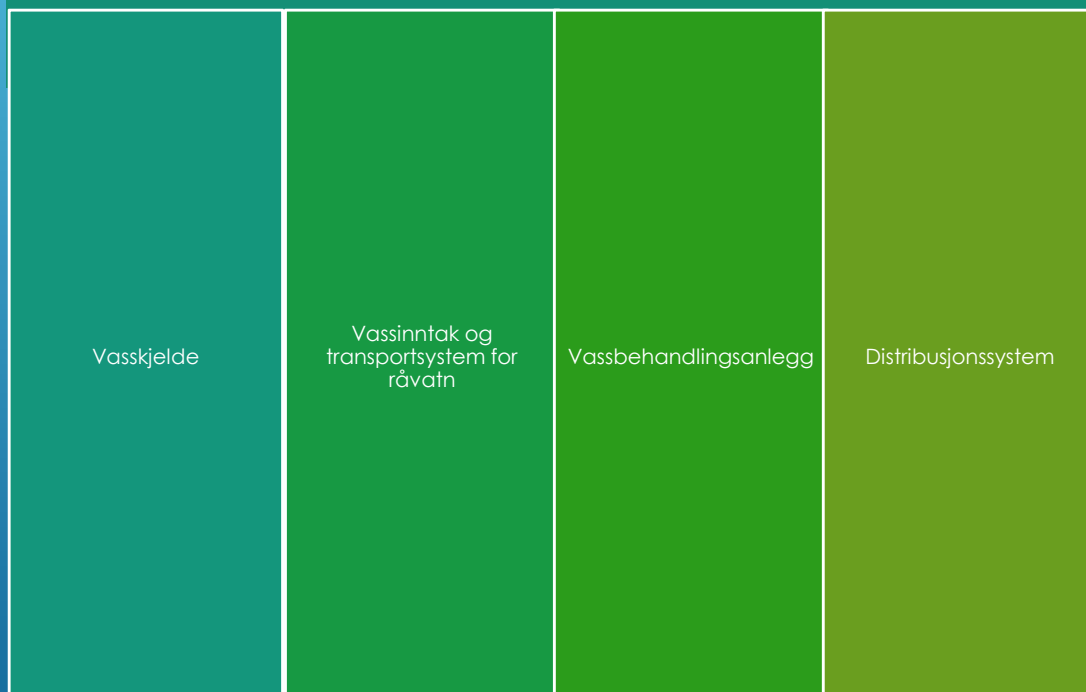 Vasskjelde
Vassinntak og
transportsystem for
råvatn
Vassbehandlingsanlegg
Distribusjonssystem